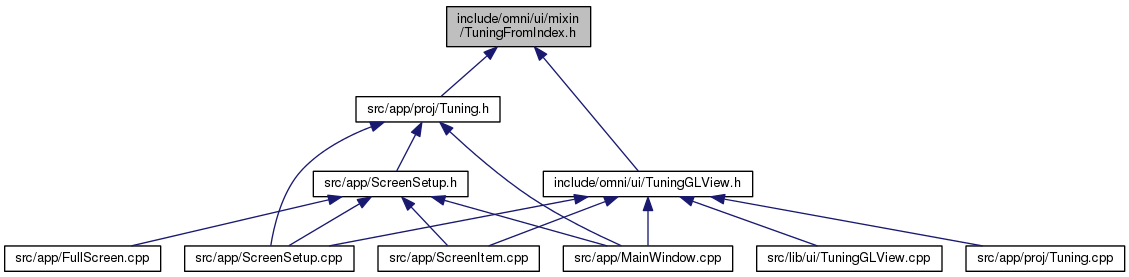 include/omni/ui/mixin
/TuningFromIndex.h
src/app/proj/Tuning.h
src/app/ScreenSetup.h
include/omni/ui/TuningGLView.h
src/app/FullScreen.cpp
src/app/ScreenSetup.cpp
src/app/ScreenItem.cpp
src/app/MainWindow.cpp
src/lib/ui/TuningGLView.cpp
src/app/proj/Tuning.cpp